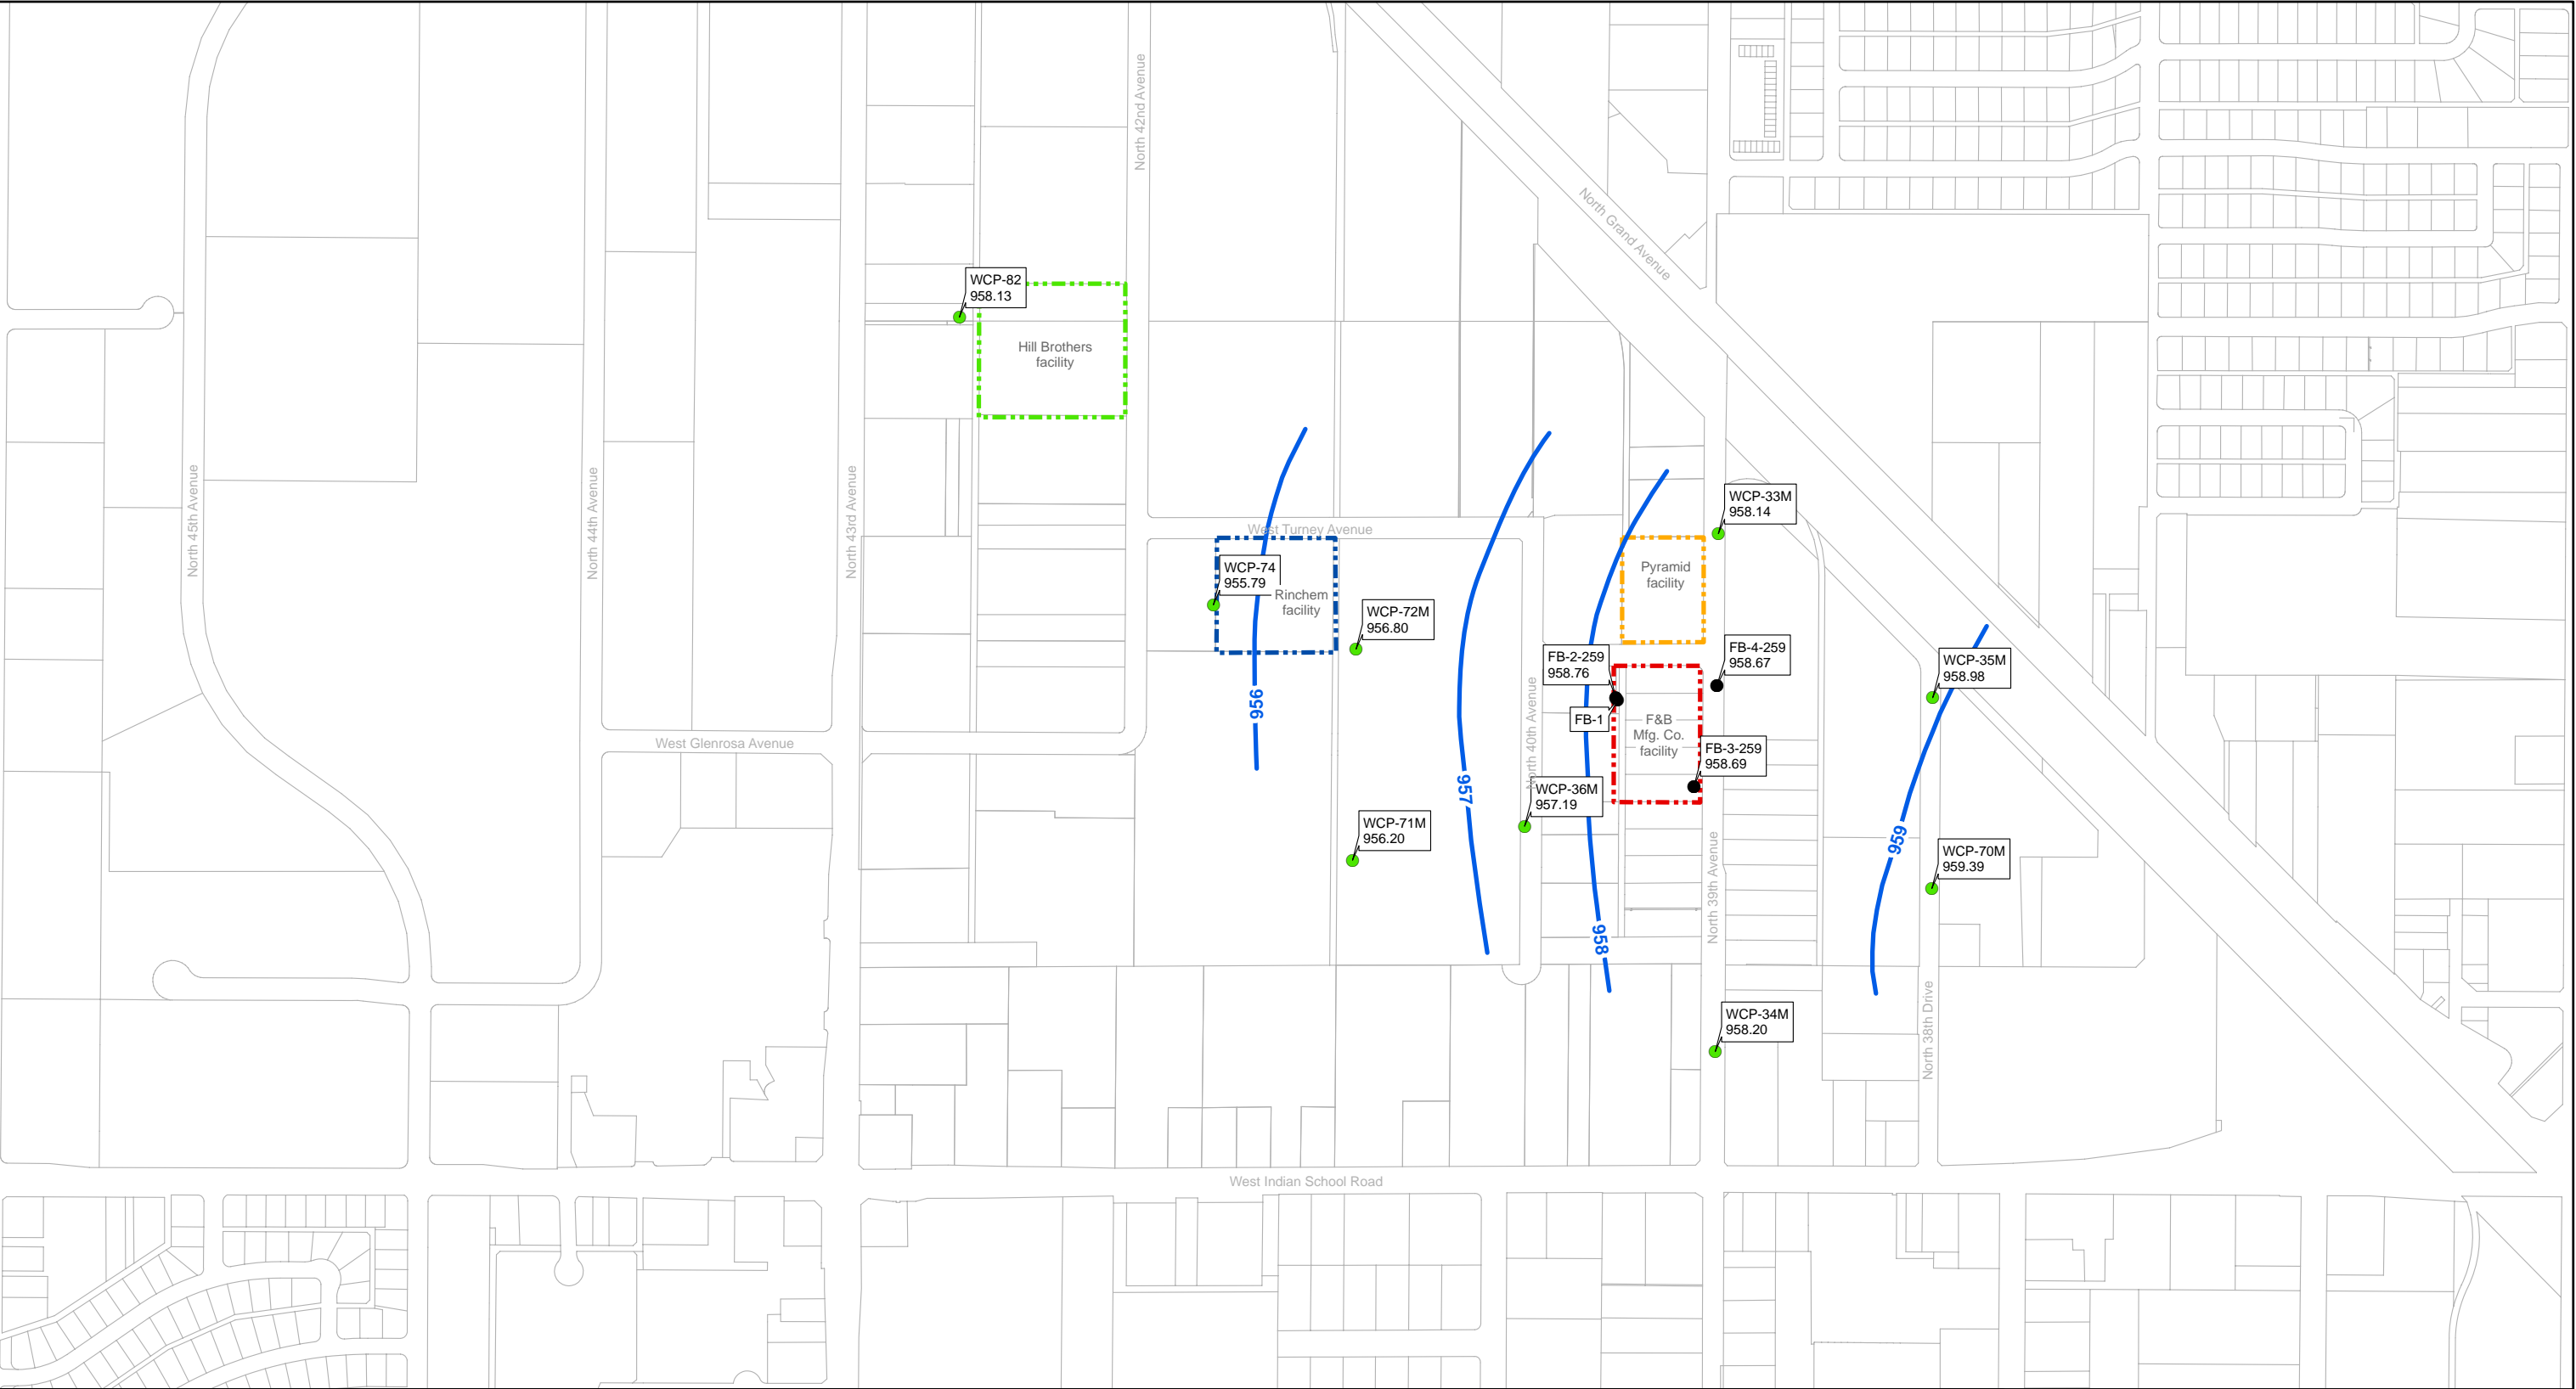 North 42nd Avenue
North Grand Avenue
WCP-82
958.13
Hill Brothers
facility
North 45th Avenue
North 44th Avenue
North 43rd Avenue
WCP-33M
958.14
West Turney Avenue
WCP-74
955.79
Rinchem
facility
Pyramid
facility
WCP-72M
956.80
FB-2-259
958.76
FB-4-259
958.67
WCP-35M
958.98
956
FB-1
F&B
Mfg. Co.
facility
North 40th Avenue
West Glenrosa Avenue
FB-3-259
958.69
957
WCP-36M
957.19
WCP-71M
956.20
959
WCP-70M
959.39
North 39th Avenue
958
WCP-34M
958.20
North 38th Drive
West Indian School Road